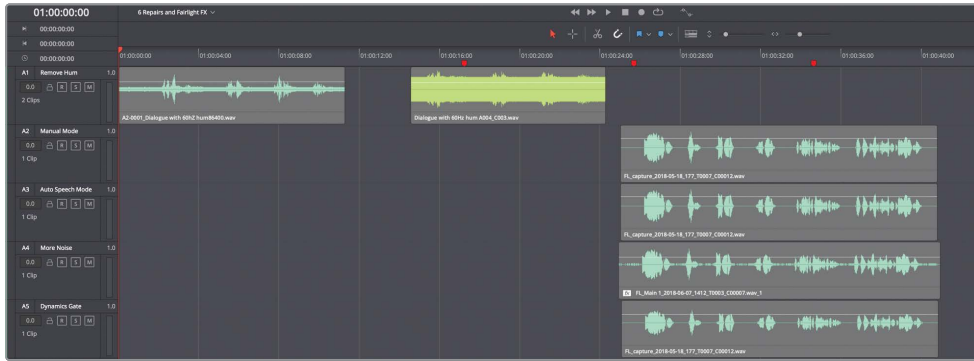 01:00:00:00 6 Repairs and Fairlight FX
00:00:00:00
00:00:00:00
00:00:00:00
01:00:00:00 01:00:04:00 01:00:08:00 01:00:12:00 01:00:16:00 01:00:20:00 01:00:24:00 01:00:28:00 01:00:32:00 01:00:36:00 01:00:40:00
A1 Remove Hum 1.0
0.0 R S M
2 Clips
A2-0001_Dialogue with 60hZ hum86400.wav
Dialogue with 60Hz hum A004_C003.wav
A2 Manual Mode 1.0
0.0 R S M
1 Clip
FL_capture_2018-05-18_177_T0007_C00012.wav
A3 Auto Speech Mode 1.0
0.0 R S M
1 Clip
FL_capture_2018-05-18_177_T0007_C00012.wav
A4 More Noise 1.0
0.0 R S M
1 Clip
fx FL_Main 1_2018-06-07_1412_T0003_C00007.wav_1
A5 Dynamics Gate 1.0
0.0 R S M
1 Clip
FL_capture_2018-05-18_177_T0007_C00012.wav